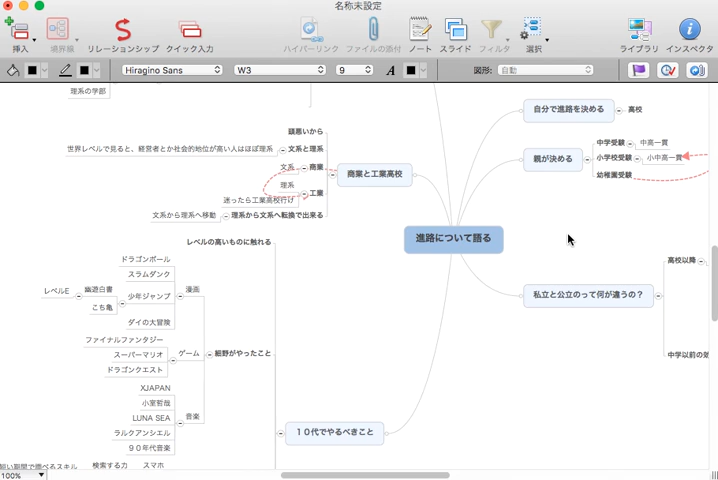 名称未設定
挿入 境界線 リレーションシップ クイック入力 ハイパーリンク ファイルの添付 ノート スライド フィルタ 選択 ライブラリ インスペクタ
Hiragino Sans W3 9 A 図形: 自動
理系の学部
頭悪いから
世界レベルで見ると、経営者とか社会的地位が高い人はほぼ理系 文系と理系
文系 商業
理系
工業
迷ったら工業高校行け
文系から理系へ移動 理系から文系へ転換で出来る
商業と工業高校
進路について語る
自分で進路を決める 高校
親が決める
中学受験 中高一貫
小学校受験 小中高一貫
幼稚園受験
私立と公立のって何が違うの？
高校以降
中学以前の効
レベルの高いものに触れる
ドラゴンボール
スラムダンク
レベルE 幽遊白書 少年ジャンプ 漫画
こち亀
ダイの大冒険
ファイナルファンタジー
スーパーマリオ ゲーム 細野がやったこと
ドラゴンクエスト
XJAPAN
小室哲哉
LUNA SEA 音楽
ラルクアンシエル
９０年代音楽
１０代でやるべきこと
期間で学べるスキル 検索する力 スマホ
100%